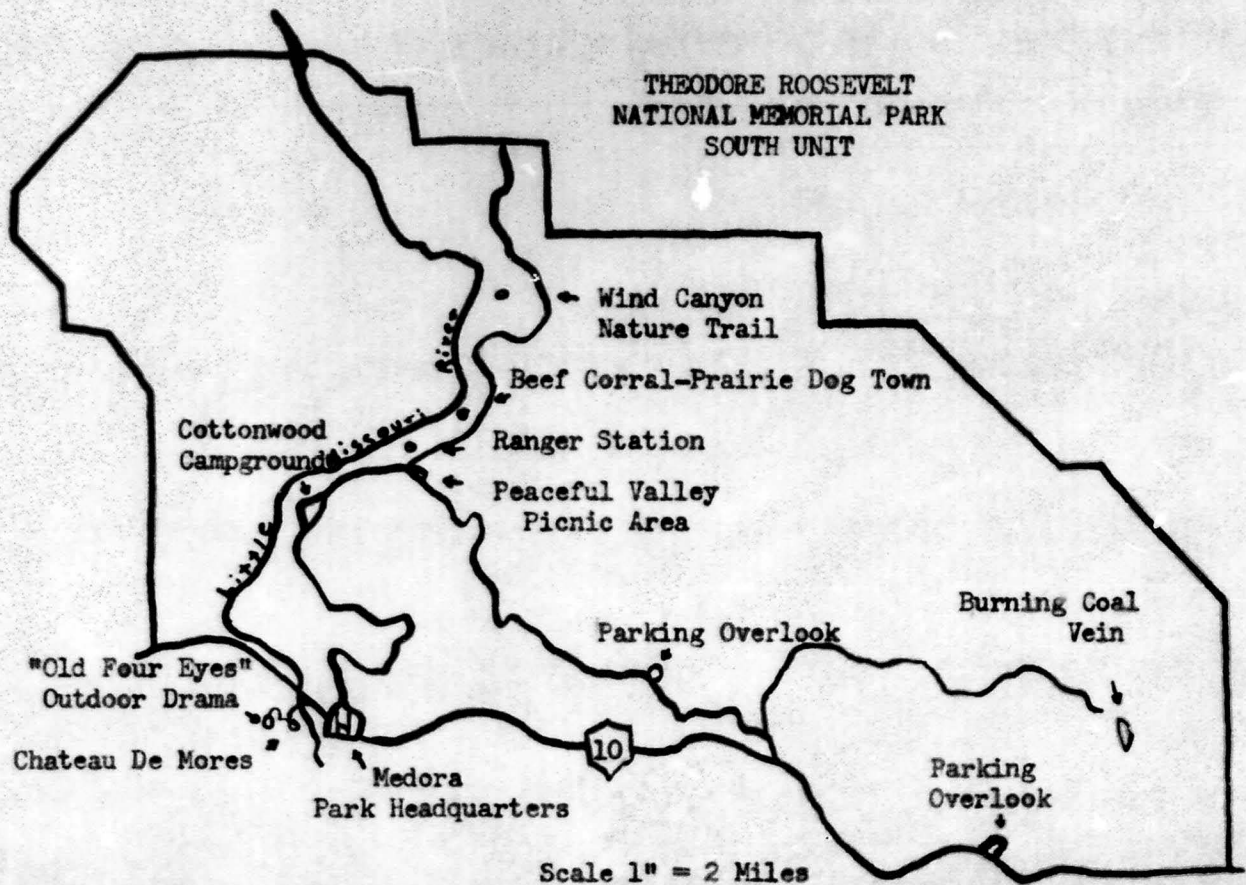 THEODORE ROOSEVELT
NATIONAL MEMORIAL PARK
SOUTH UNIT
Wind Canyon
Nature Trail
River
Beef Corral-Prairie Dog Town
Cottonwood
Campground
Missouri
Ranger Station
Peaceful Valley
Picnic Area
Little
Burning Coal
Vein
Parking Overlook
"Old Four Eyes"
Outdoor Drama
Chateau De Mores
10
Medora
Park Headquarters
Parking
Overlook
Scale 1" = 2 Miles